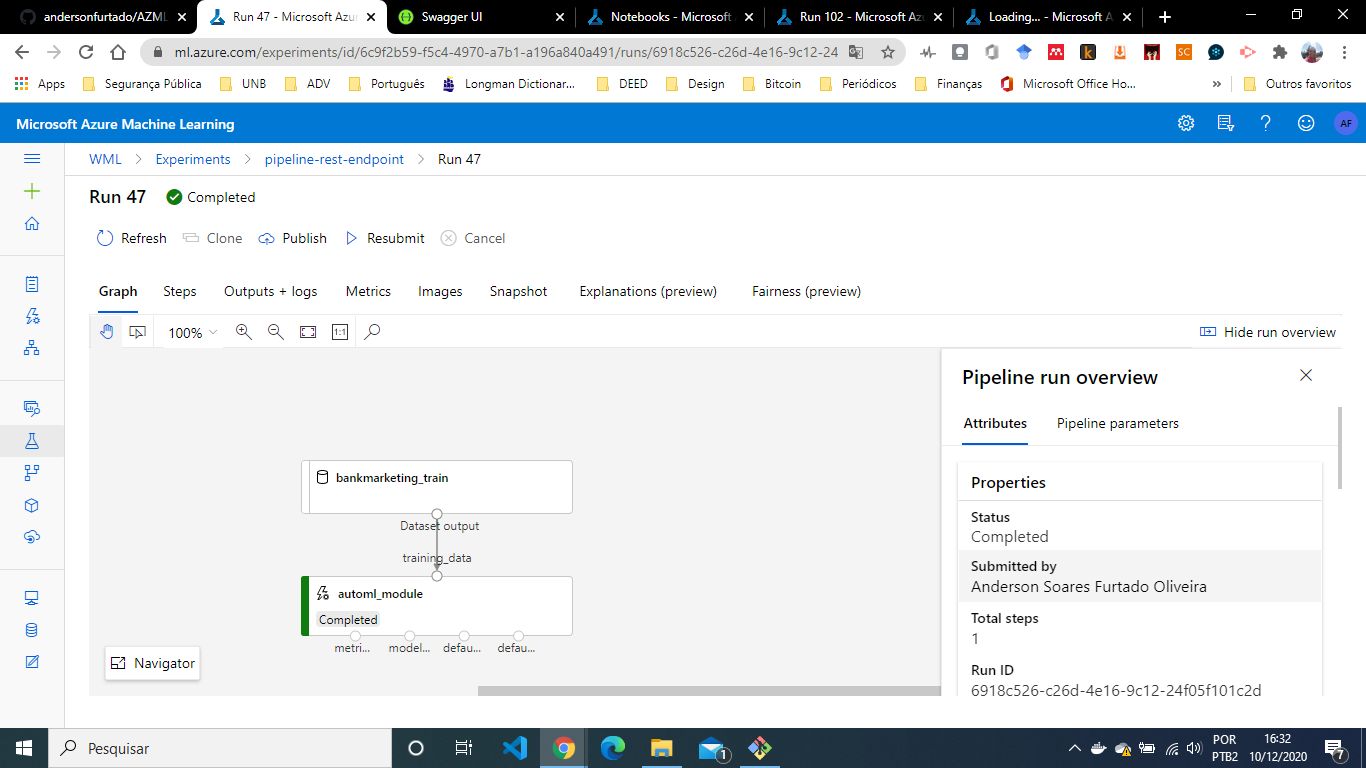 andersonfurtado/AZML
Run 47 - Microsoft Azur
Swagger UI
Notebooks - Microsoft
Run 102 - Microsoft Az
Loading... - Microsoft A
ml.azure.com/experiments/id/6c9f2b59-f5c4-4970-a7b1-a196a840a491/runs/6918c526-c26d-4e16-9c12-24
Apps
Segurança Pública
UNB
ADV
Português
Longman Dictionar...
DEED
Design
Bitcoin
Periódicos
Finanças
Microsoft Office Ho...
»
Outros favoritos
Microsoft Azure Machine Learning
AF
WML > Experiments > pipeline-rest-endpoint > Run 47
Run 47 Completed
Refresh Clone Publish Resubmit Cancel
Graph Steps Outputs + logs Metrics Images Snapshot Explanations (preview) Fairness (preview)
100%
1:1
Hide run overview
bankmarketing_train
Dataset output
training_data
automl_module
Completed
metri... model... defau... defau...
Navigator
Pipeline run overview
Attributes Pipeline parameters
Properties
Status
Completed
Submitted by
Anderson Soares Furtado Oliveira
Total steps
1
Run ID
6918c526-c26d-4e16-9c12-24f05f101c2d
Pesquisar
1
POR
PTB2
16:32
10/12/2020
7